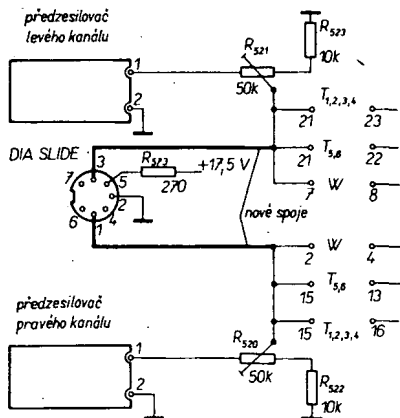 předzesilovač
levého kanálu
1
2
R521
50k
R523
10k
T1,2,3,4
21
23
DIA SLIDE
3
R573
+17,5 V
270
T5,6
21
22
7
5
2
4
6
1
W
7
8
nové spoje
W
2
4
T5,6
15
13
předzesilovač
pravého kanálu
T1,2,3,4
15
16
1
2
R520
50k
R522
10k